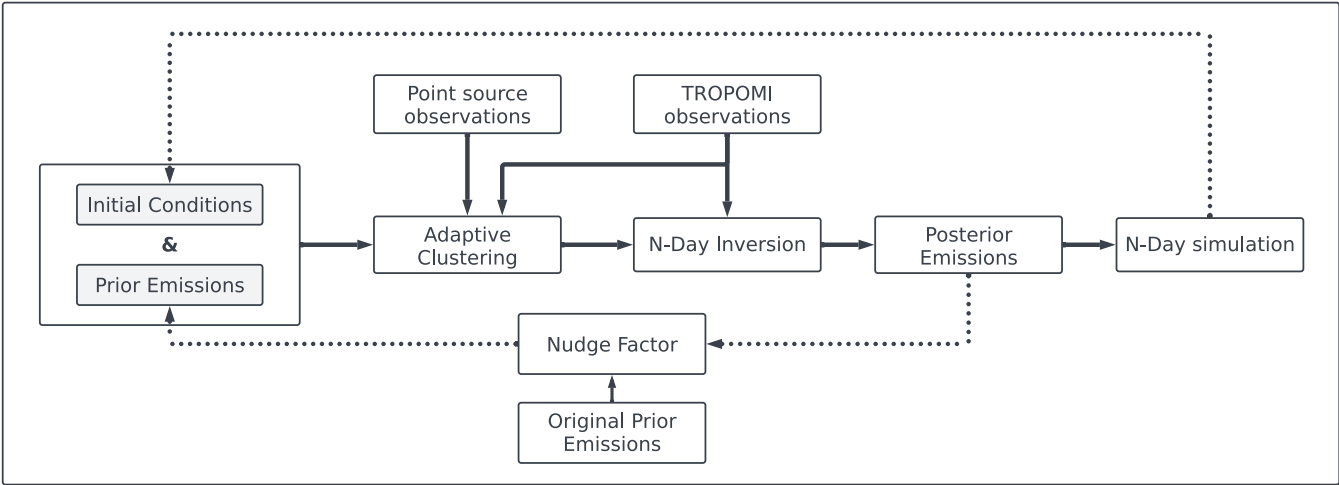 Point source
observations
TROPOMI
observations
Initial Conditions
&
Prior Emissions
Adaptive
Clustering
N-Day Inversion
Posterior
Emissions
N-Day simulation
Nudge Factor
Original Prior
Emissions